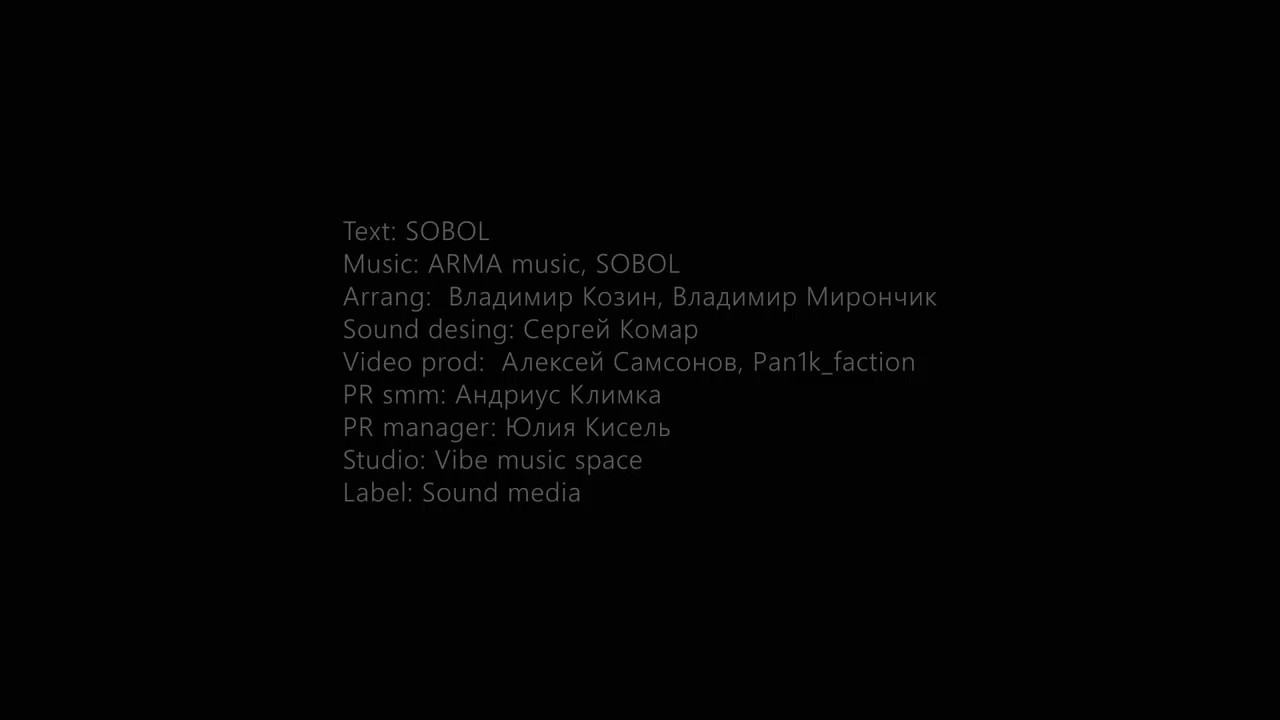 Text: SOBOL
Music: ARMA music, SOBOL
Arrang:  Владимир Козин, Владимир Мирончик
Sound desing: Сергей Комар
Video prod:  Алексей Самсонов, Pan1k_faction
PR smm: Андриус Климка
PR manager: Юлия Кисель
Studio: Vibe music space
Label: Sound media